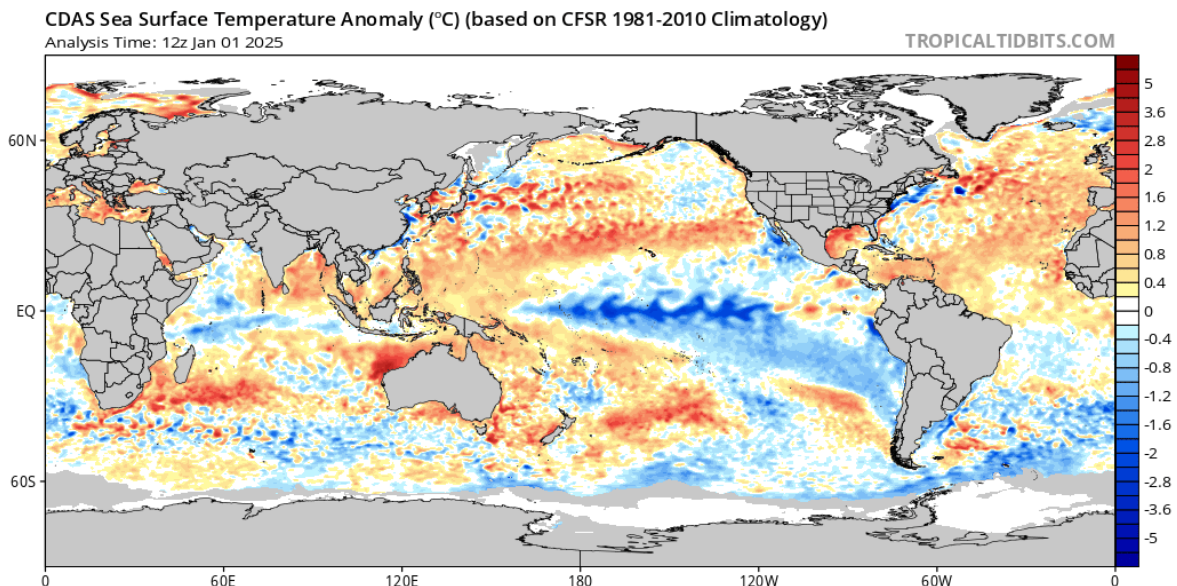 CDAS Sea Surface Temperature Anomaly (°C) (based on CFSR 1981-2010 Climatology)
Analysis Time: 12z Jan 01 2025
TROPICALTIDBITS.COM
60N
EQ
60S
0
60E
120E
180
120W
60W
0
5
3.6
2.8
2
1.6
1.2
0.8
0.4
0
-0.4
-0.8
-1.2
-1.6
-2
-2.8
-3.6
-5